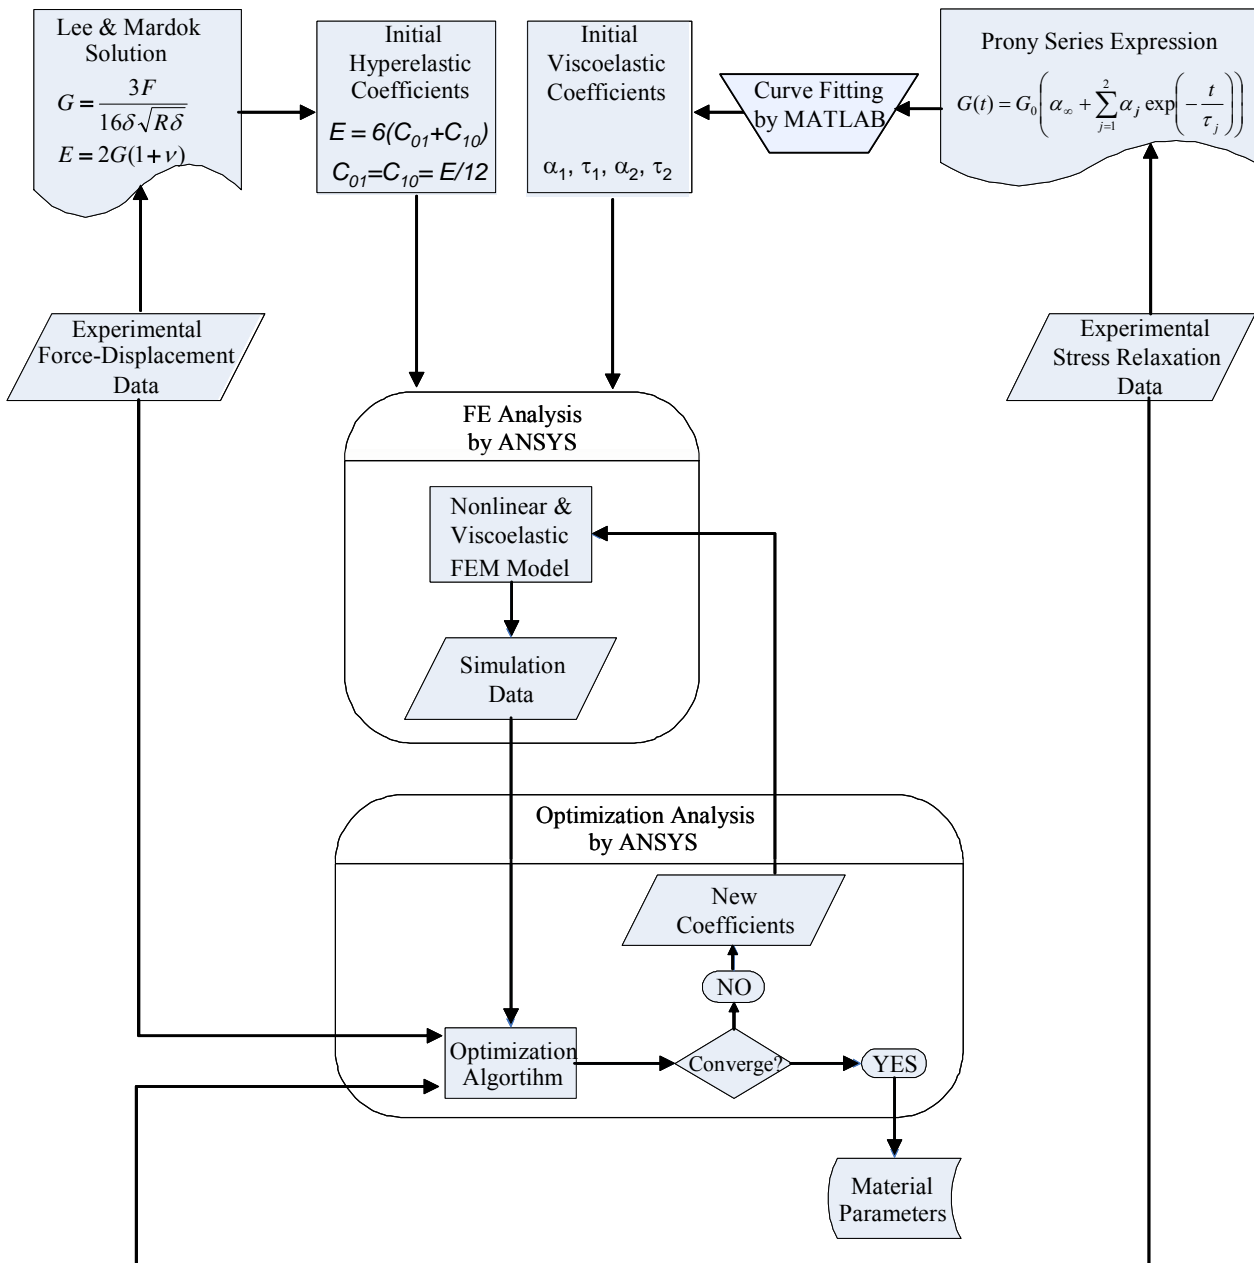 Lee & Mardok
Solution
G = 3F / 16δ√Rδ
E = 2G(1+ν)
Initial
Hyperelastic
Coefficients
E = 6(C01+C10)
C01=C10= E/12
Initial
Viscoelastic
Coefficients
α1, τ1, α2, τ2
Curve Fitting
by MATLAB
Prony Series Expression
G(t) = G0(α∞ + ∑j=1^2 αj exp(− t/τj))
Experimental
Force-Displacement
Data
Experimental
Stress Relaxation
Data
FE Analysis
by ANSYS
Nonlinear &
Viscoelastic
FEM Model
Simulation
Data
Optimization Analysis
by ANSYS
New
Coefficients
NO
Optimization
Algortihm
Converge?
YES
Material
Parameters